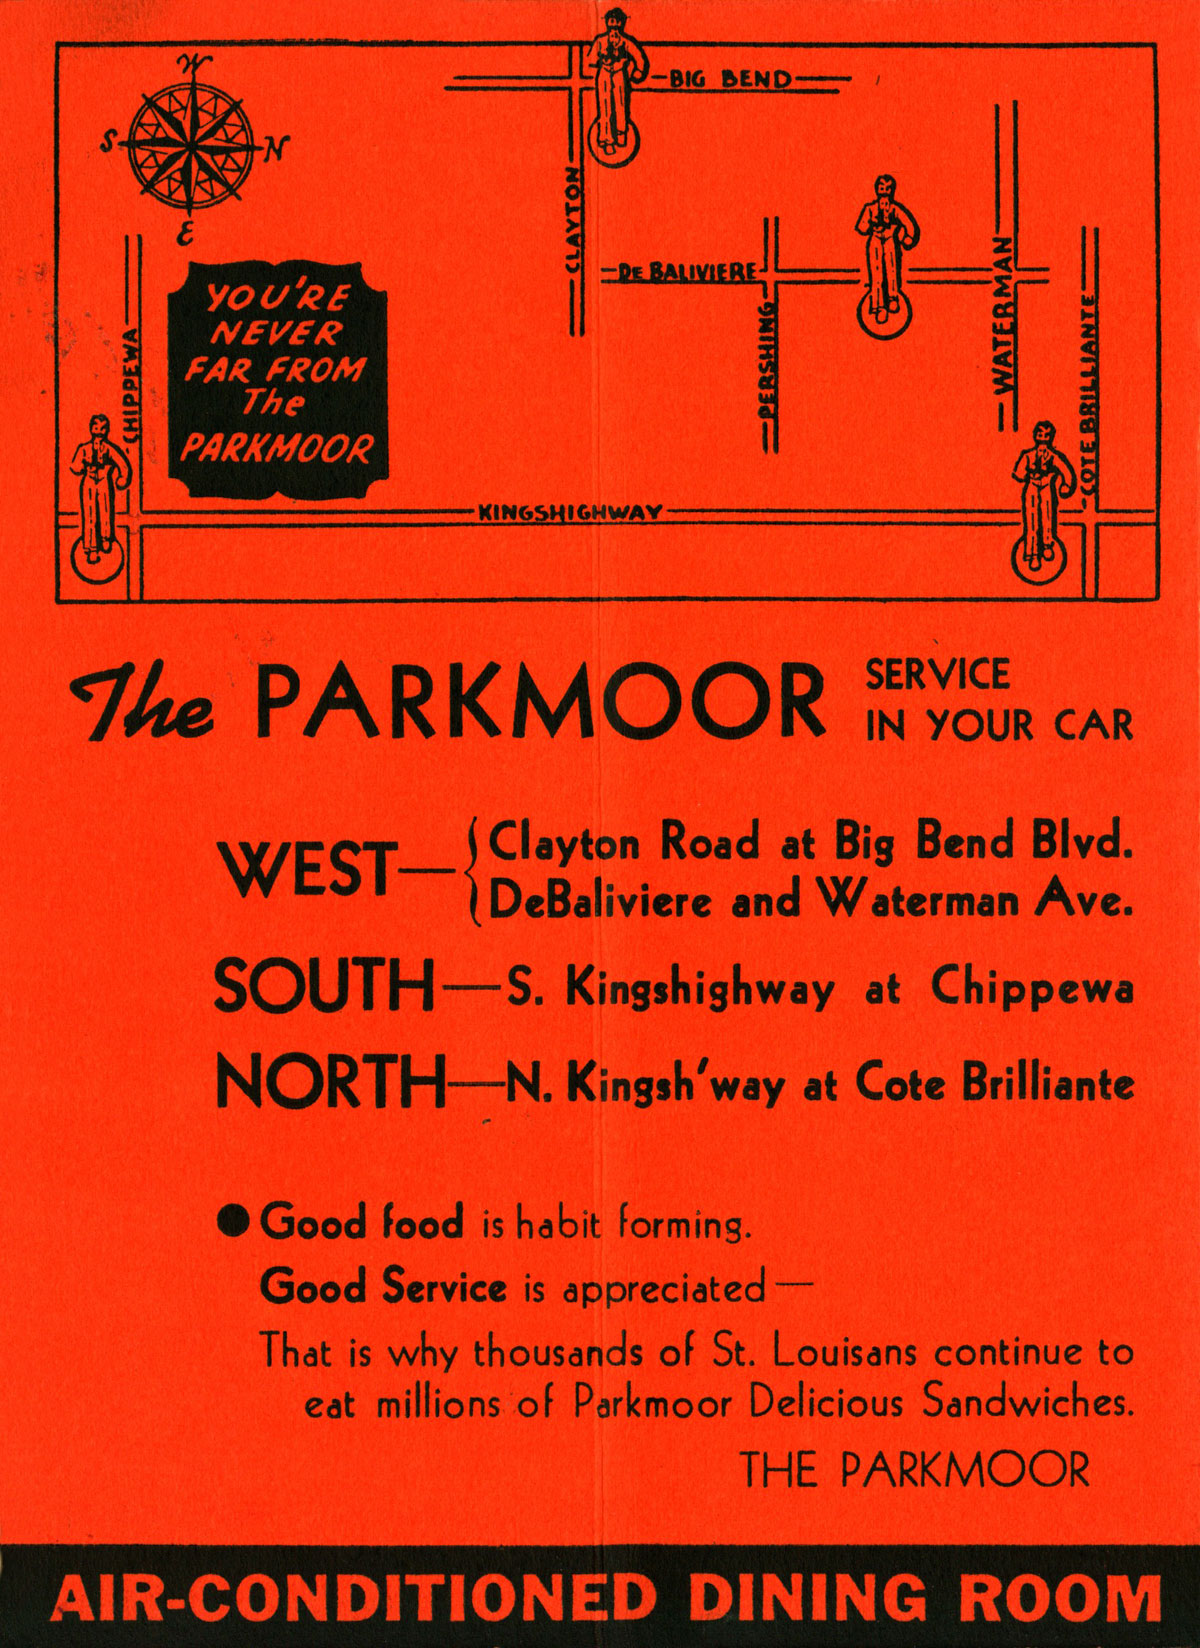 W
S
N
E
BIG BEND
CLAYTON
DE BALIVIERE
PERSHING
WATERMAN
COTE BRILLIANTE
CHIPPEWA
KINGSHIGHWAY
YOU'RE
NEVER
FAR FROM
The
PARKMOOR
The PARKMOOR
SERVICE
IN YOUR CAR
WEST— Clayton Road at Big Bend Blvd.
DeBaliviere and Waterman Ave.
SOUTH—S. Kingshighway at Chippewa
NORTH—N. Kingsh'way at Cote Brilliante
● Good food is habit forming.
Good Service is appreciated—
That is why thousands of St. Louisans continue to
eat millions of Parkmoor Delicious Sandwiches.
THE PARKMOOR
AIR-CONDITIONED DINING ROOM